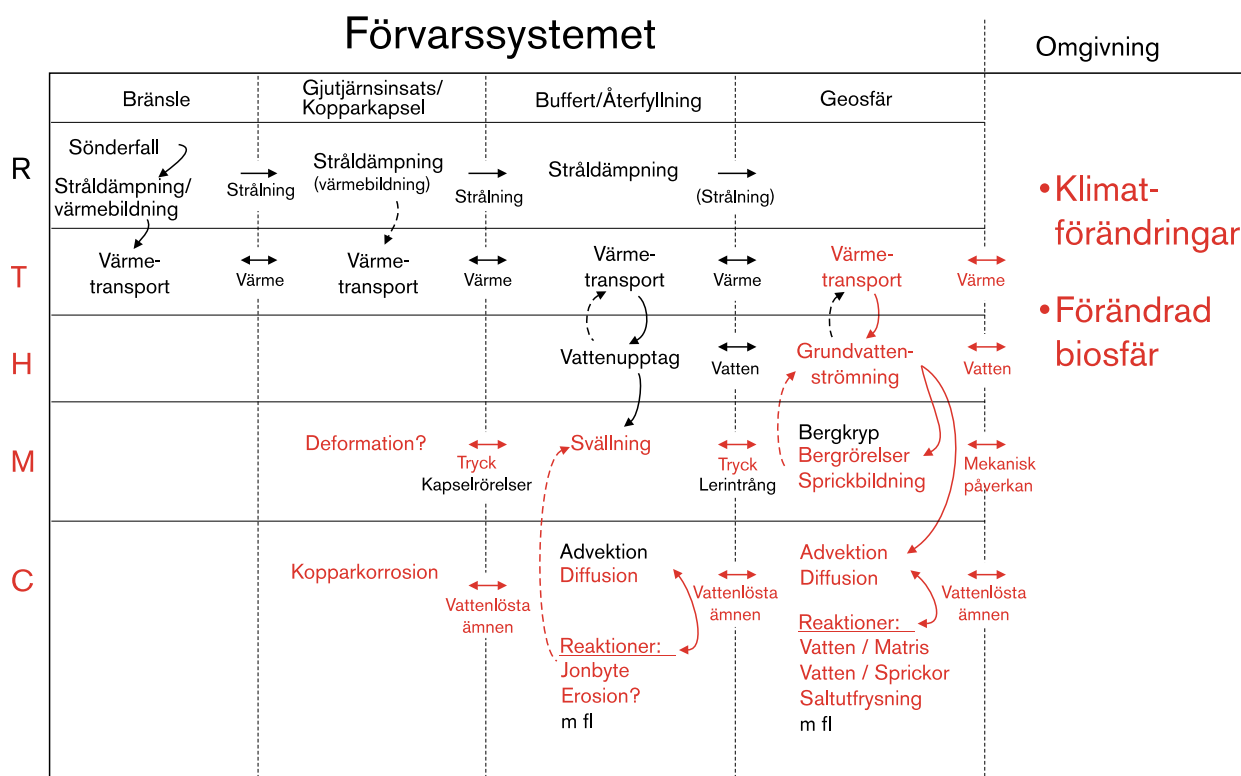 Förvarssystemet
Omgivning
Bränsle
Gjutjärnsinsats/
Kopparkapsel
Buffert/Återfyllning
Geosfär
R
Sönderfall
Stråldämpning/
värmebildning
Strålning
Stråldämpning
(värmebildning)
Strålning
Stråldämpning
(Strålning)
T
Värme-
transport
Värme
Värme-
transport
Värme
Värme-
transport
Värme
Värme-
transport
Värme
H
Vattenupptag
Vatten
Grundvatten-
strömning
Vatten
M
Deformation?
Tryck
Kapselrörelser
Svällning
Tryck
Lerintrång
Bergkryp
Bergrörelser
Sprickbildning
Mekanisk
påverkan
C
Kopparkorrosion
Vattenlösta
ämnen
Advektion
Diffusion
Reaktioner:
Jonbyte
Erosion?
m fl
Vattenlösta
ämnen
Advektion
Diffusion
Reaktioner:
Vatten / Matris
Vatten / Sprickor
Saltutfrysning
m fl
Vattenlösta
ämnen
• Klimat-
förändringar
• Förändrad
biosfär